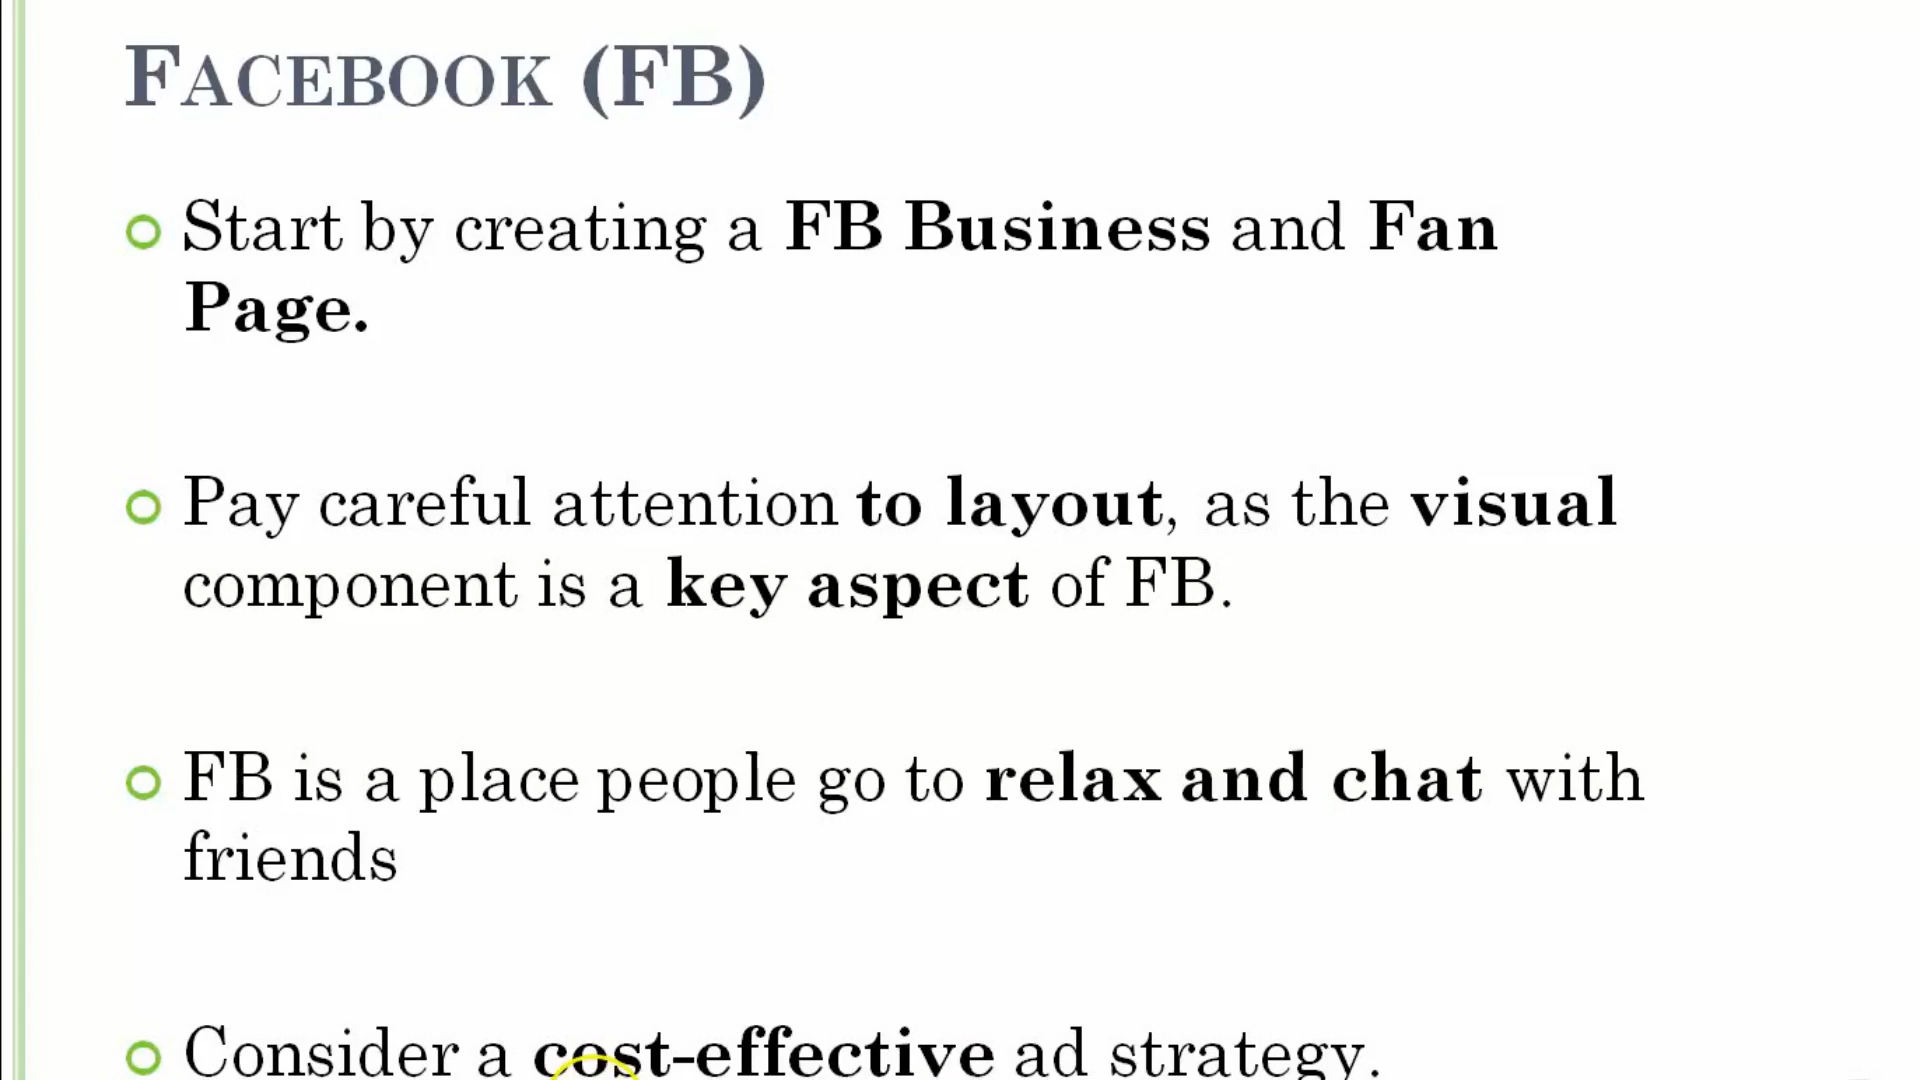 FACEBOOK (FB)
Start by creating a FB Business and Fan
Page.
Pay careful attention to layout, as the visual
component is a key aspect of FB.
FB is a place people go to relax and chat with
friends
Consider a cost-effective ad strategy.